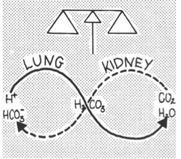 LUNG KIDNEY
H⁺ H₂CO₃ CO₂
HCO₃⁻ H₂O